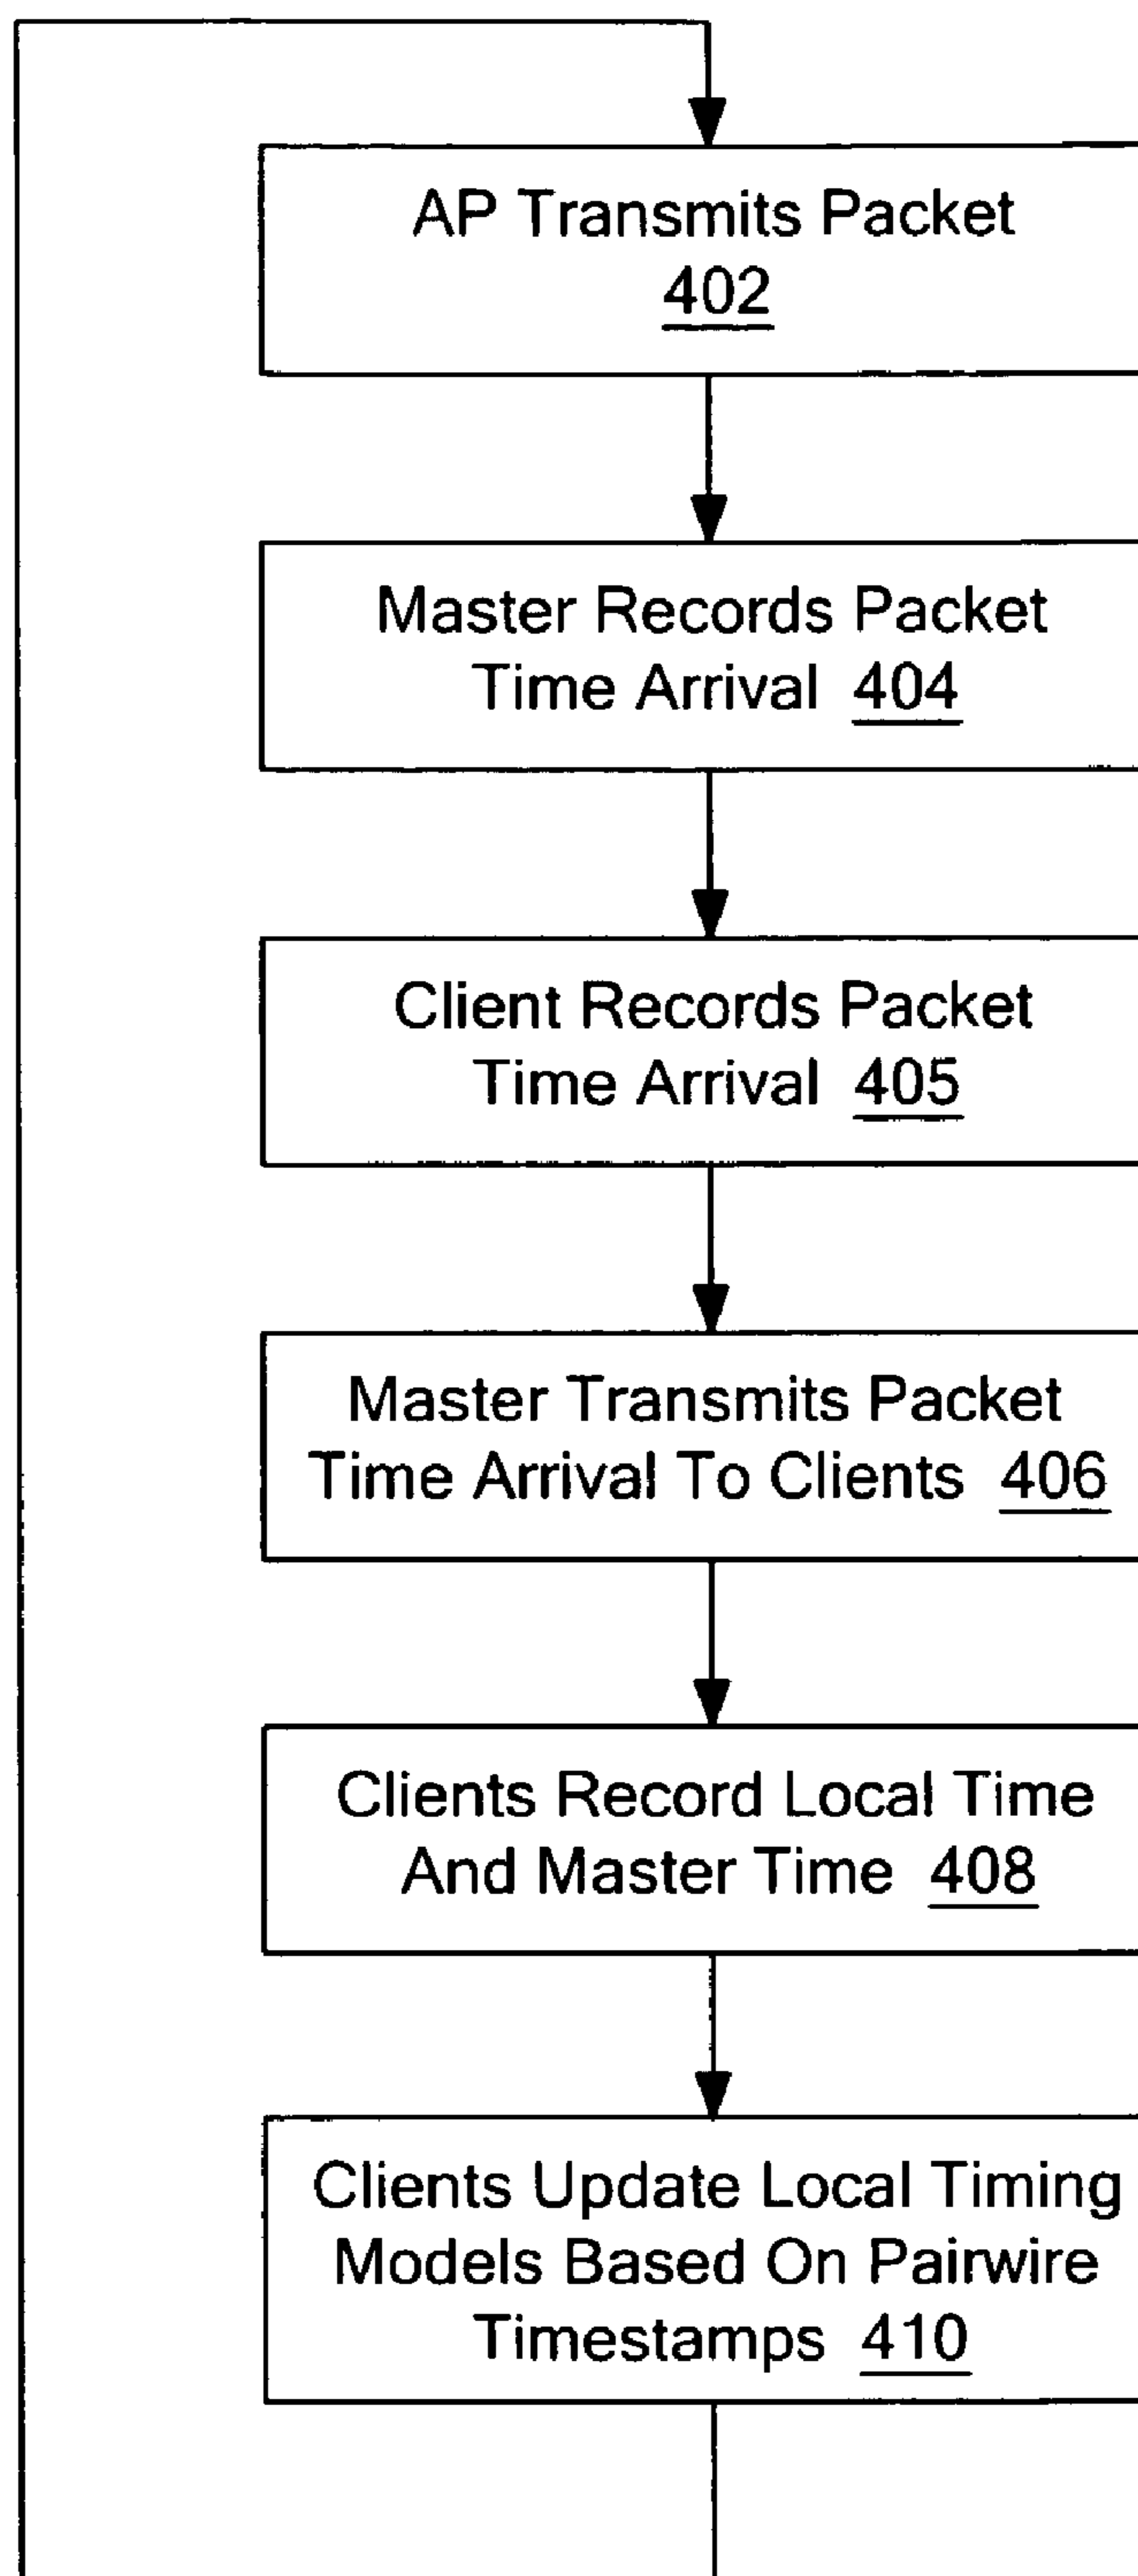 AP Transmits Packet
402
Master Records Packet
Time Arrival 404
Client Records Packet
Time Arrival 405
Master Transmits Packet
Time Arrival To Clients 406
Clients Record Local Time
And Master Time 408
Clients Update Local Timing
Models Based On Pairwire
Timestamps 410